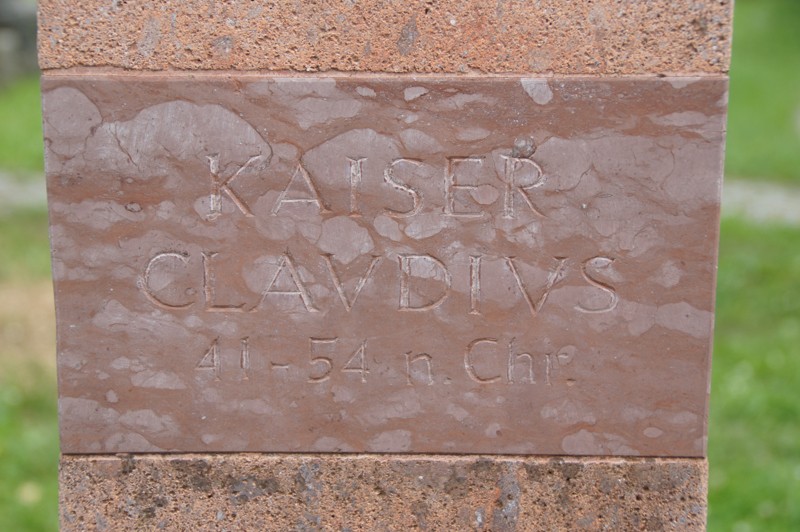 KAISER
CLAVDIVS
41 - 54 n. Chr.